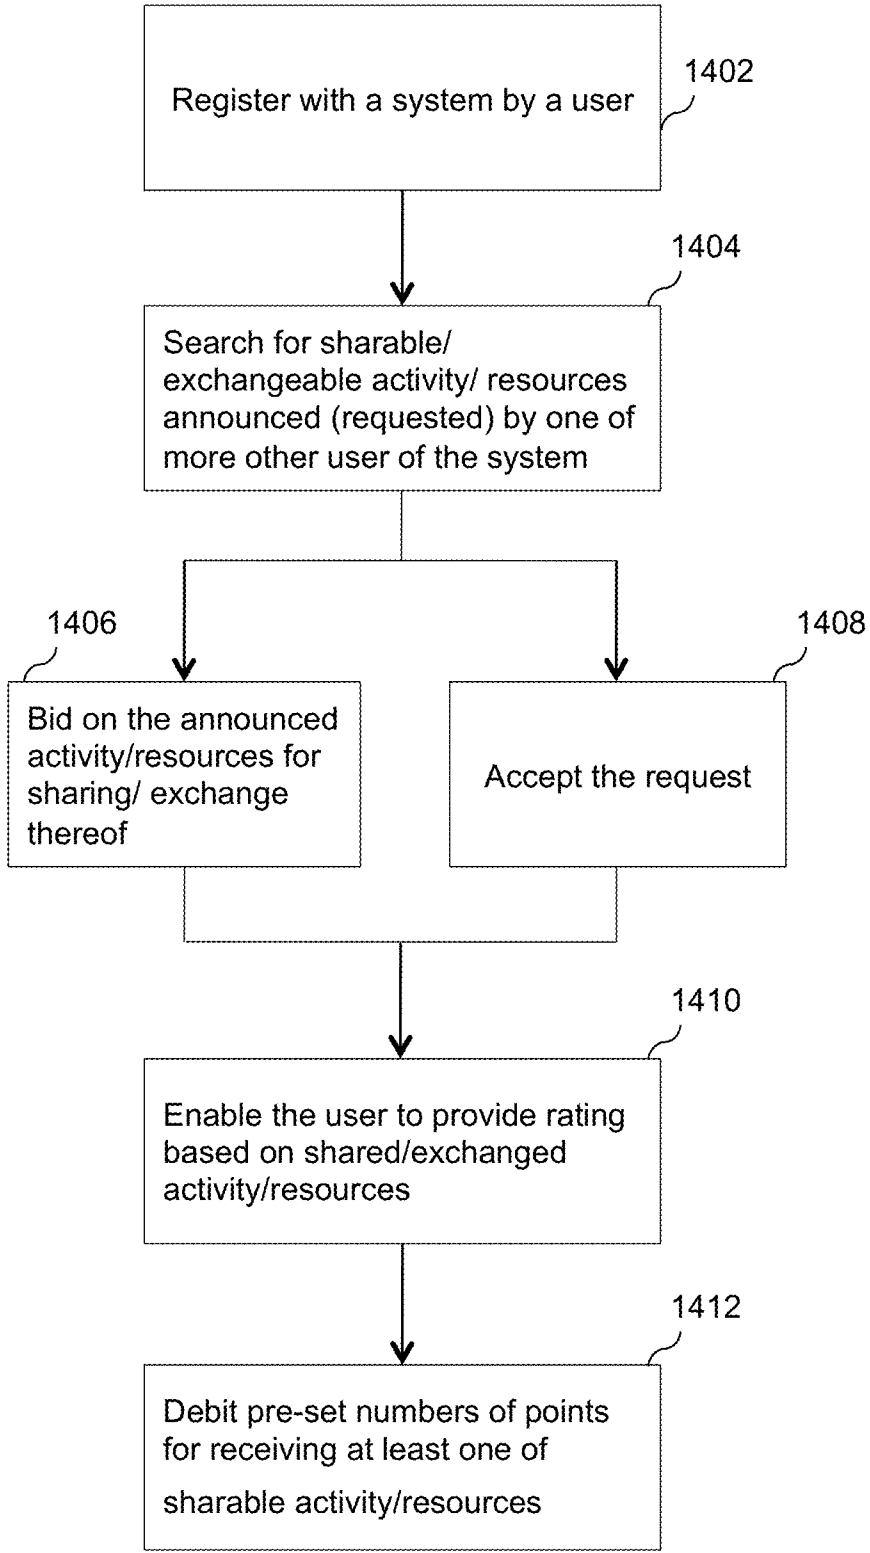 Register with a system by a user
1402
1404
Search for sharable/
exchangeable activity/ resources
announced (requested) by one of
more other user of the system
1406
1408
Bid on the announced
activity/resources for
sharing/ exchange
thereof
Accept the request
1410
Enable the user to provide rating
based on shared/exchanged
activity/resources
1412
Debit pre-set numbers of points
for receiving at least one of
sharable activity/resources